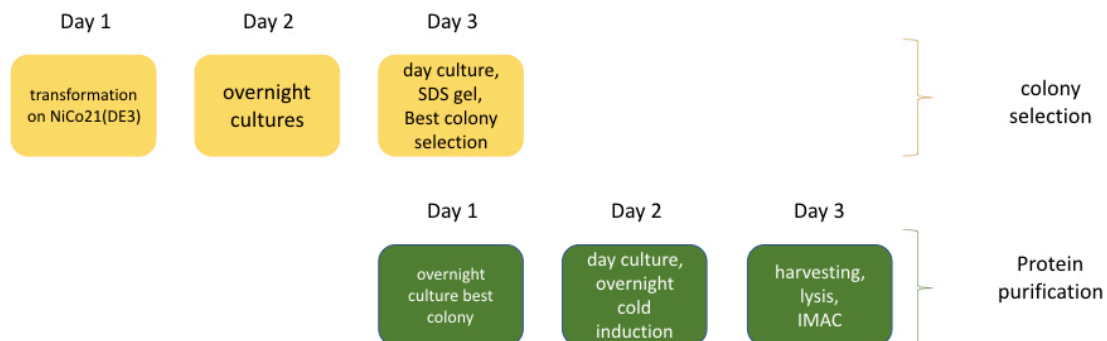 Day 1
Day 2
Day 3
transformation
on NiCo21(DE3)
overnight
cultures
day culture,
SDS gel,
Best colony
selection
colony
selection
Day 1
Day 2
Day 3
overnight
culture best
colony
day culture,
overnight
cold
induction
harvesting,
lysis,
IMAC
Protein
purification